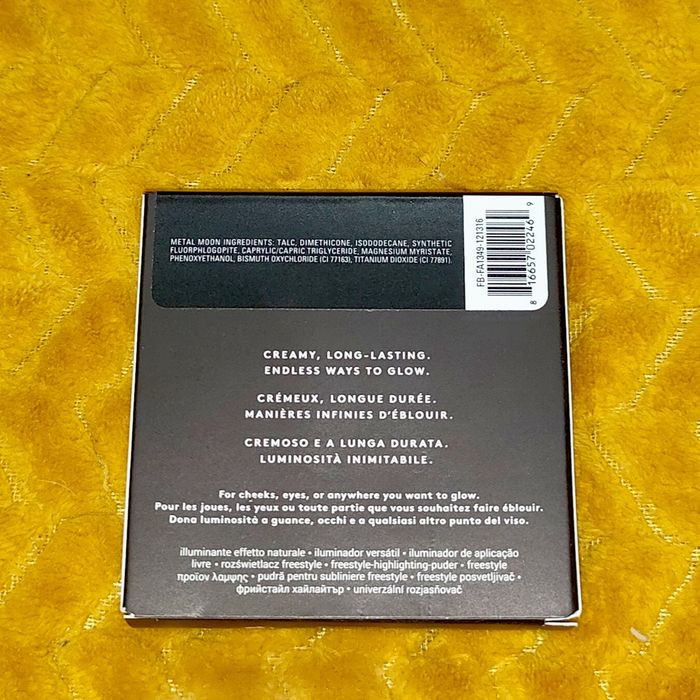 METAL MOON INGREDIENTS: TALC, DIMETHICONE, ISODODECANE, SYNTHETIC
FLUORPHLOGOPITE, CAPRYLIC/CAPRIC TRIGLYCERIDE, MAGNESIUM MYRISTATE,
PHENOXYETHANOL, BISMUTH OXYCHLORIDE (CI 77163), TITANIUM DIOXIDE (CI 77891).
FB-FA1349-121316
8 16657 02246 9
CREAMY, LONG-LASTING.
ENDLESS WAYS TO GLOW.
CRÉMEUX, LONGUE DURÉE.
MANIÈRES INFINIES D'ÉBLOUIR.
CREMOSO E A LUNGA DURATA.
LUMINOSITÀ INIMITABILE.
For cheeks, eyes, or anywhere you want to glow.
Pour les joues, les yeux ou toute partie que vous souhaitez faire éblouir.
Dona luminosità a guance, occhi e a qualsiasi altro punto del viso.
illuminante effetto naturale • iluminador versátil • iluminador de aplicação
livre • rozświetlacz freestyle • freestyle-highlighting-puder • freestyle
προϊον λαμψης • pudră pentru subliniere freestyle • freestyle posvetljivač •
фристайл хайлайтър • univerzální rozjasňovač